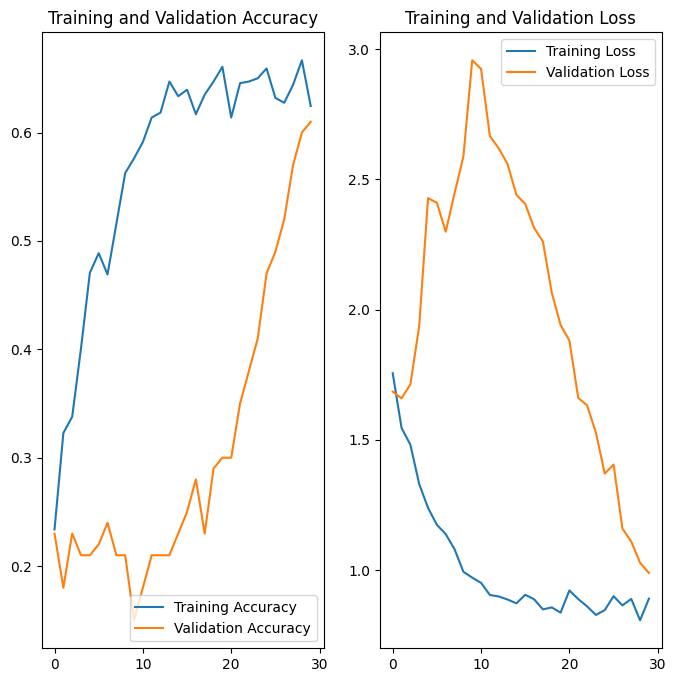 Training and Validation Accuracy
0.6
0.5
0.4
0.3
0.2
0 10 20 30
Training Accuracy
Validation Accuracy
Training and Validation Loss
3.0
2.5
2.0
1.5
1.0
0 10 20 30
Training Loss
Validation Loss